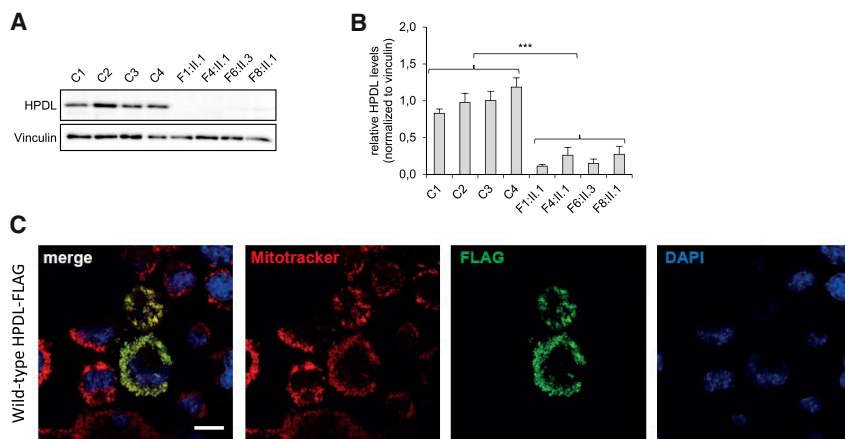 A
C1 C2 C3 C4 F1:II.1 F4:II.1 F6:II.3 F8:II.1
HPDL
Vinculin
B
relative HPDL levels
(normalized to vinculin)
2,0
1,5
1,0
0,5
0,0
***
C1 C2 C3 C4 F1:II.1 F4:II.1 F6:II.3 F8:II.1
C
Wild-type HPDL-FLAG
merge
Mitotracker
FLAG
DAPI